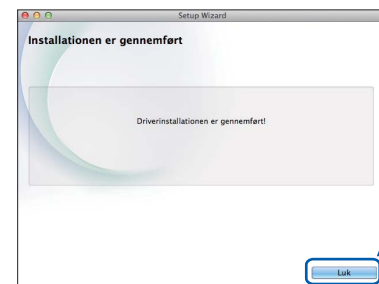 Setup Wizard
Installationen er gennemført
Driverinstallationen er gennemført!
Luk